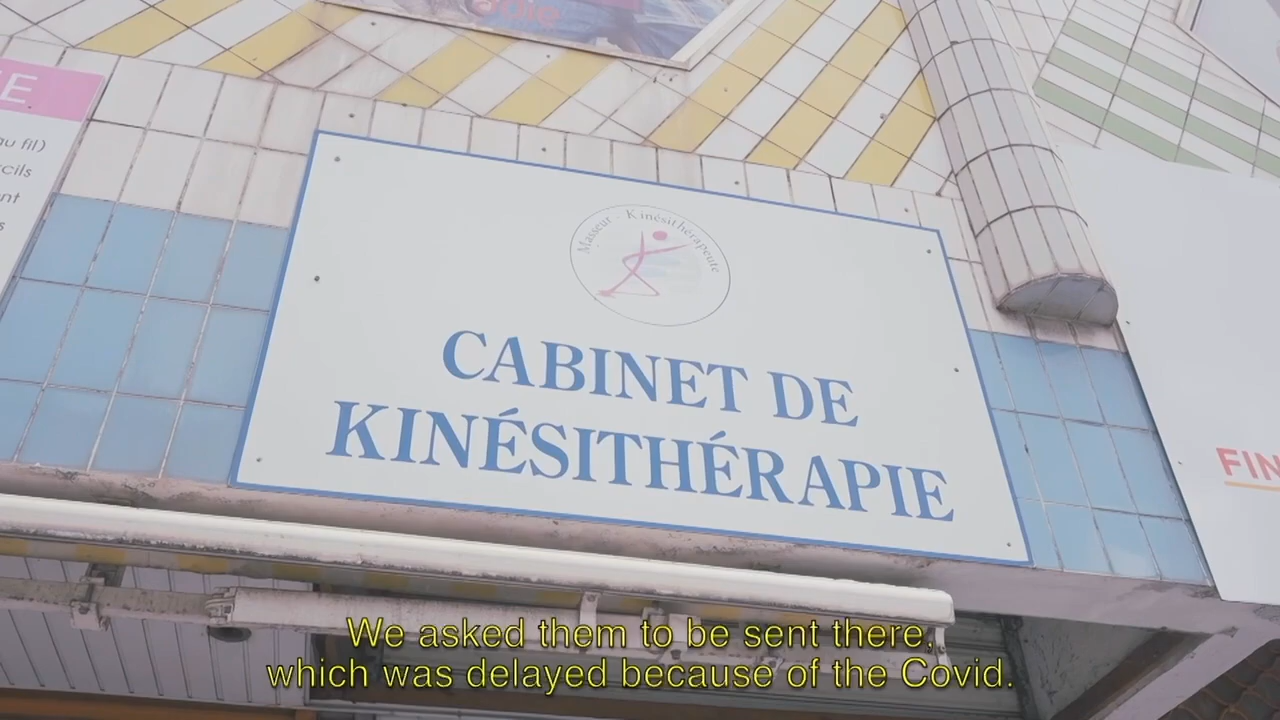 E
au fil)
cils
nt
s
Masseur - Kinésithérapeute
CABINET DE
KINÉSITHÉRAPIE
FIN
We asked them to be sent there,
which was delayed because of the Covid.